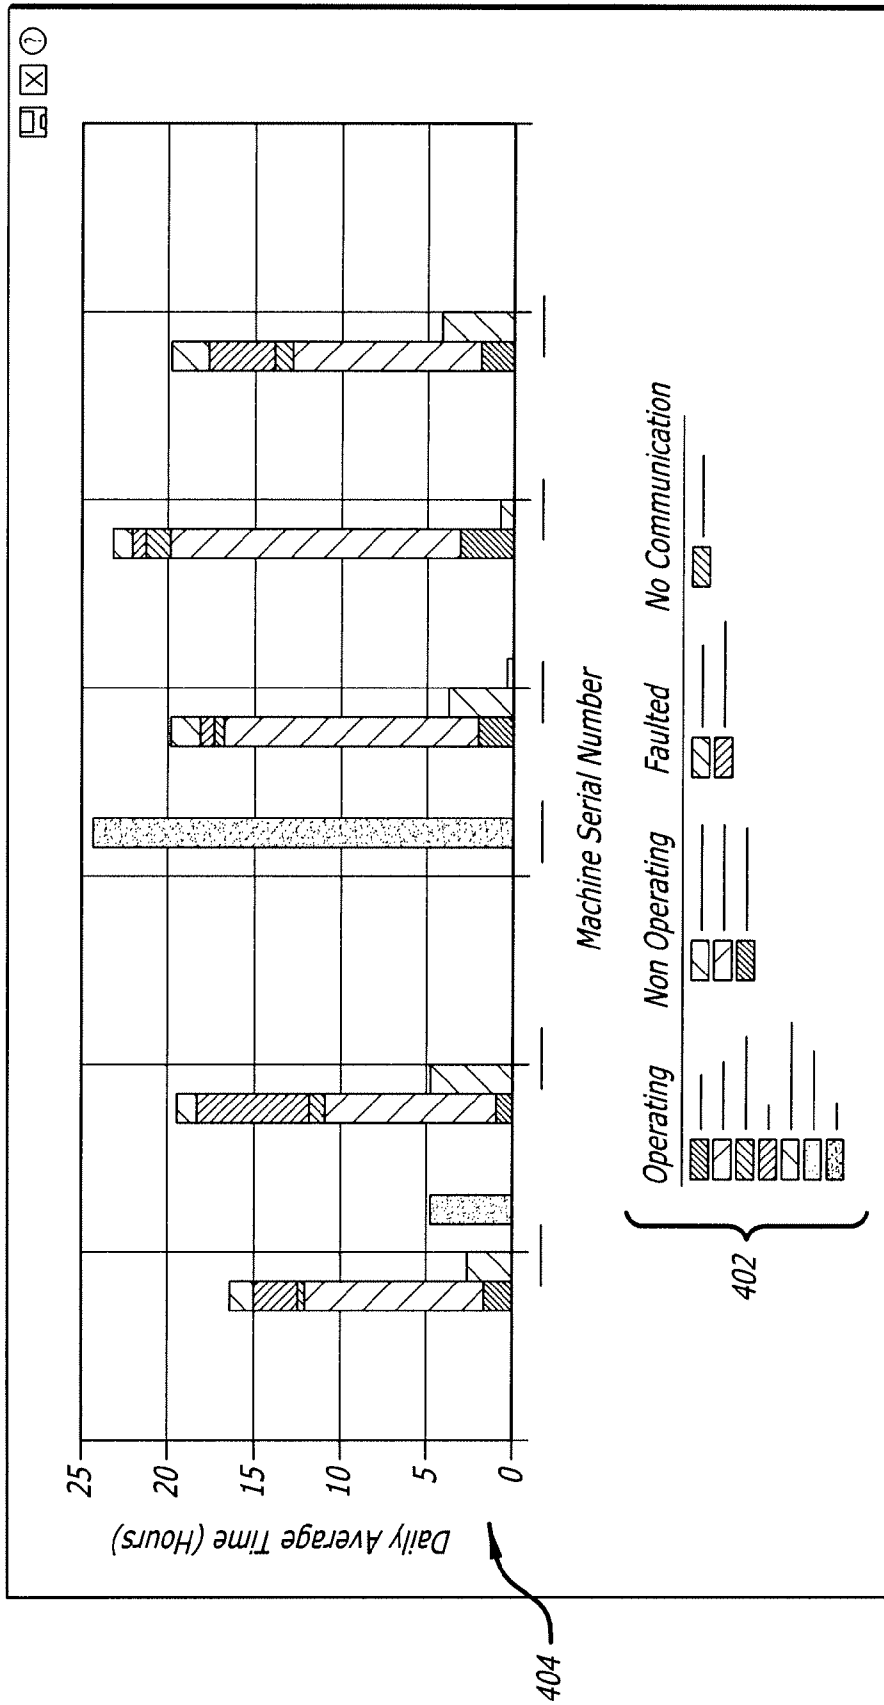 X ?
25
20
15
10
5
0
Daily Average Time (Hours)
404
Machine Serial Number
Operating Non Operating Faulted No Communication
402